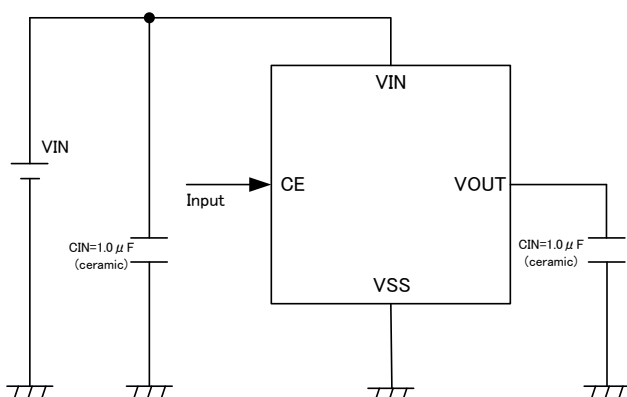 VIN
VIN
Input
CE
VOUT
CIN=1.0μF
(ceramic)
CIN=1.0μF
(ceramic)
VSS